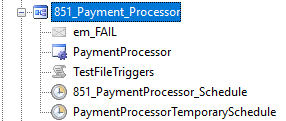 851_Payment_Processor
em_FAIL
PaymentProcessor
TestFileTriggers
851_PaymentProcessor_Schedule
PaymentProcessorTemporarySchedule